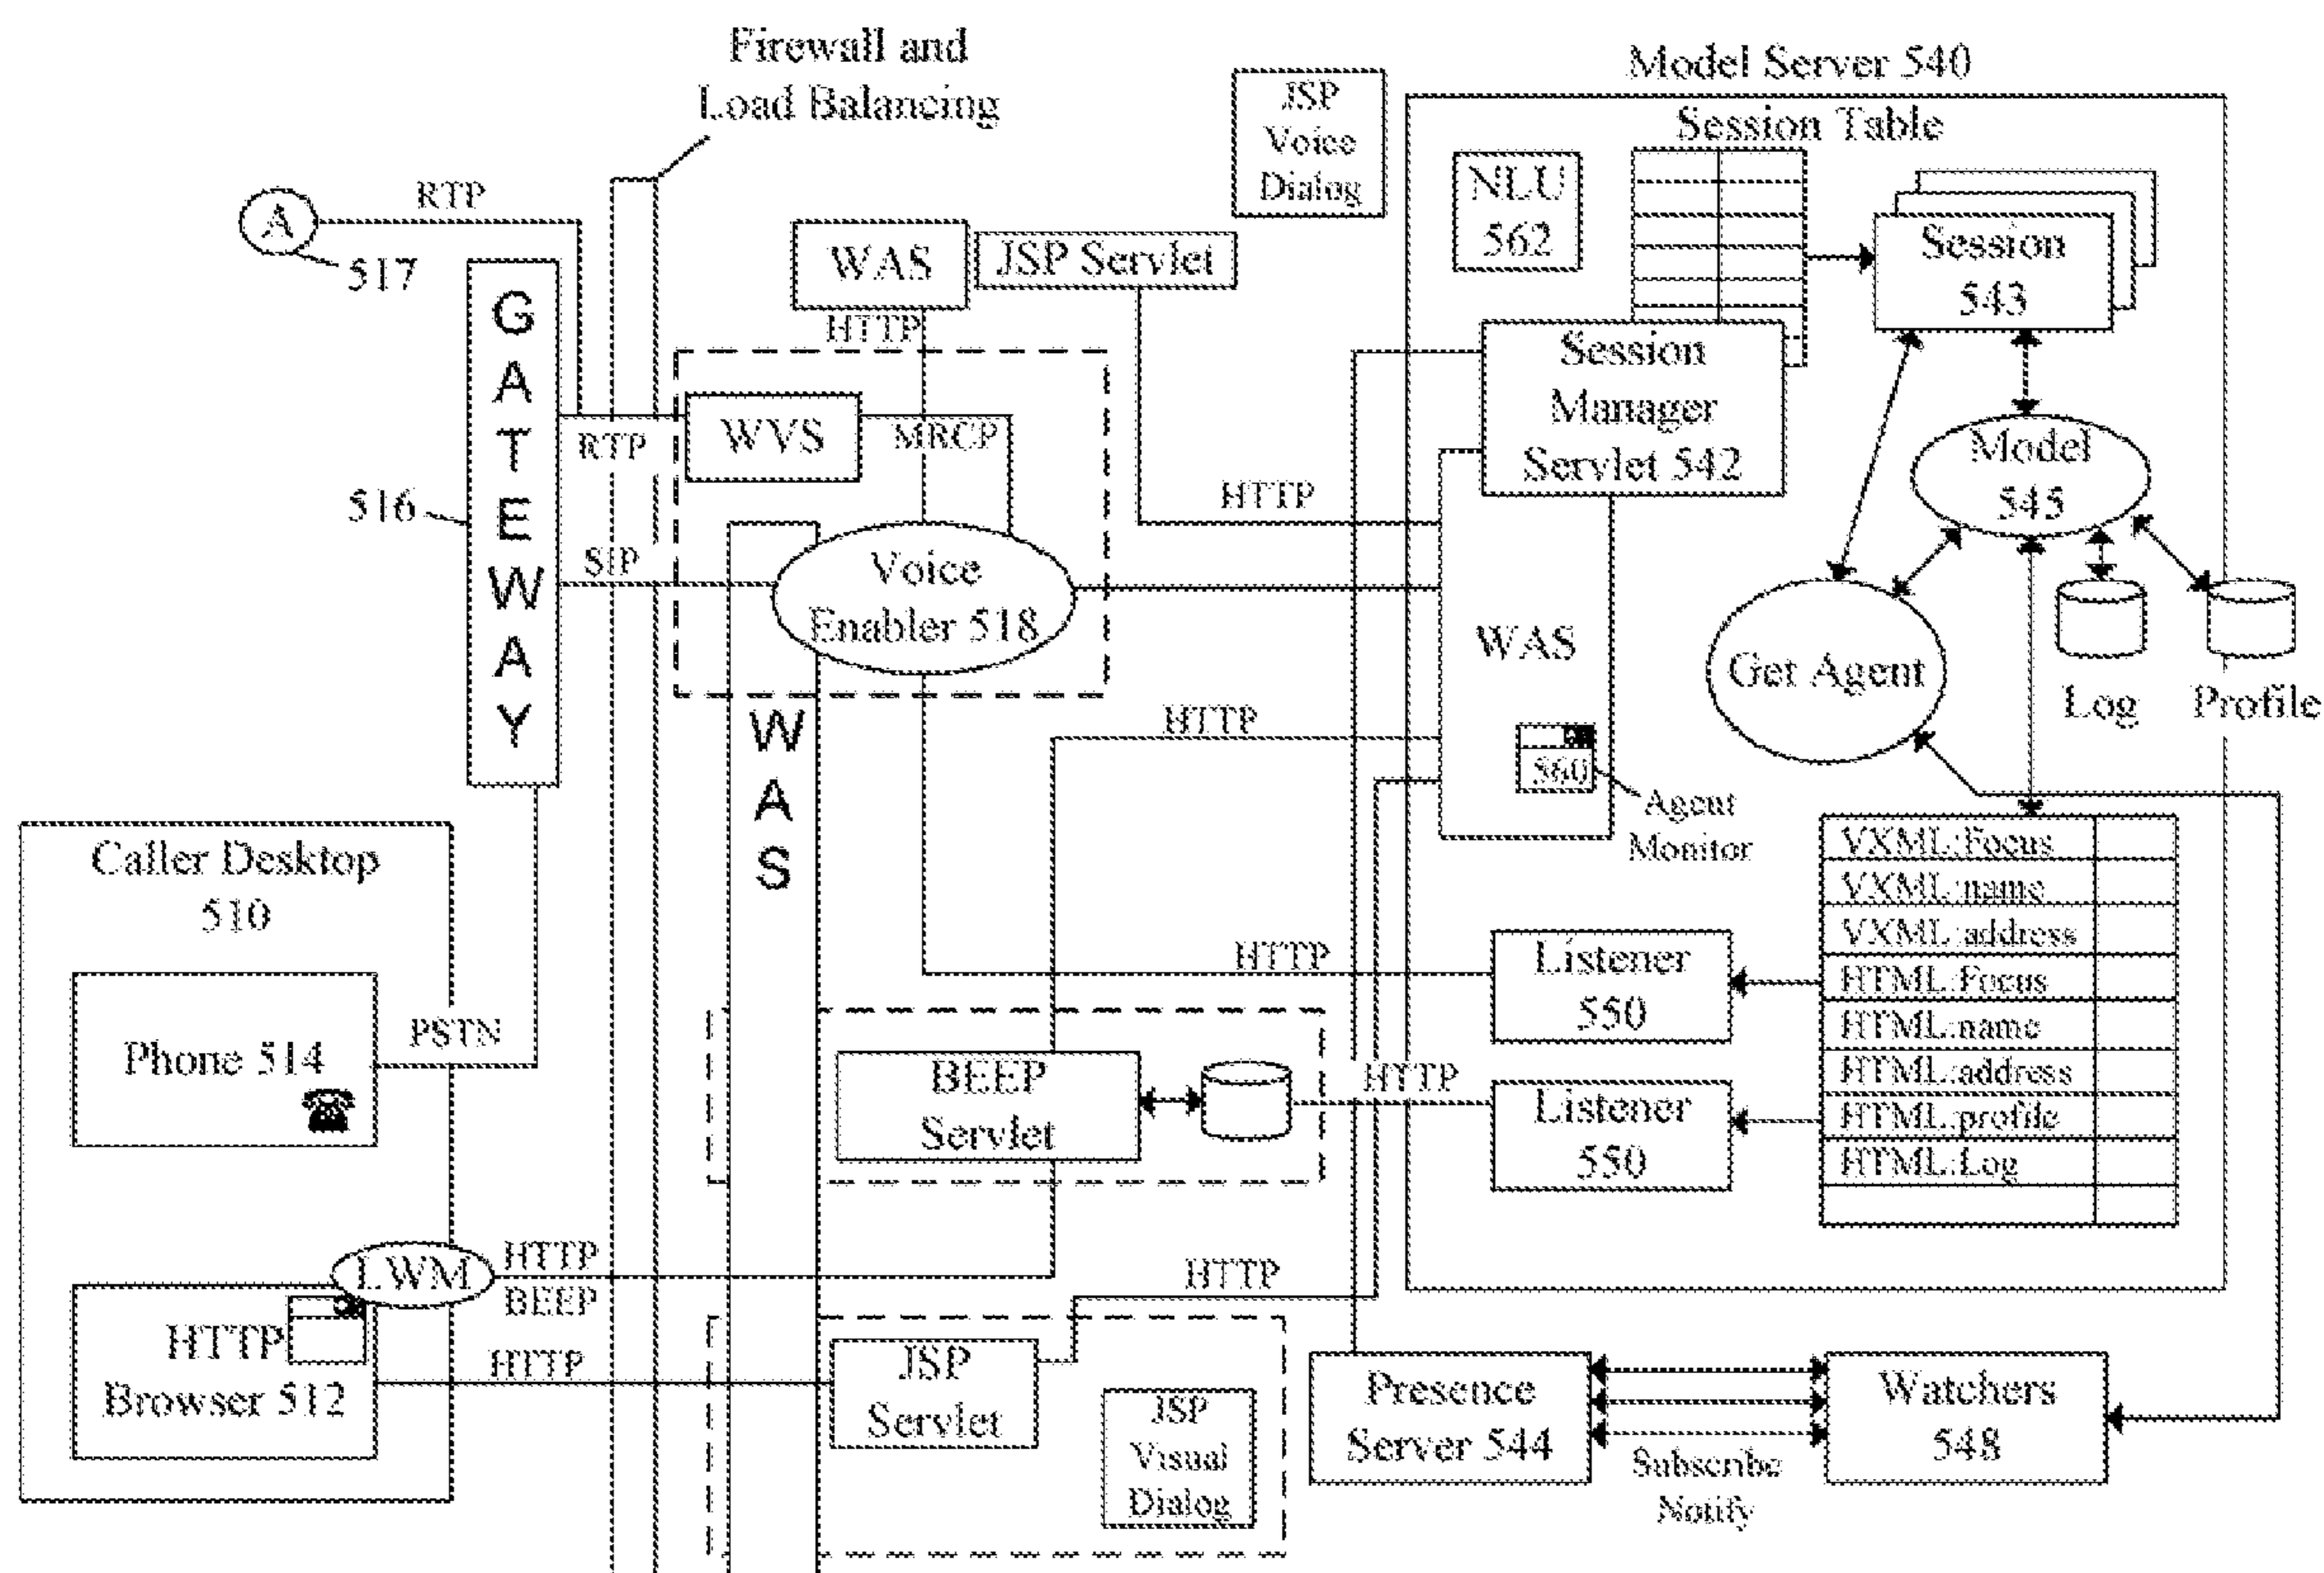 Firewall and
Load Balancing
Model Server 540
Session Table
JSP
Voice
Dialog
NLU
562
Session
543
RTP
A
517
WAS
JSP Servlet
HTTP
GATEWAY
516
RTP
WVS
MRCP
SIP
Voice
Enabler 518
HTTP
Session
Manager
Servlet 542
Model
545
WAS
Get Agent
Log
Profile
HTTP
560
Agent
Monitor
WAS
Caller Desktop
510
Phone 514
PSTN
VXML:Focus
VXML:name
VXML:address
HTML:Focus
HTML:name
HTML:address
HTML:profile
HTML:Log
HTTP
Listener
550
BEEP
Servlet
HTTP
Listener
550
LWM
HTTP
BEEP
HTTP
HTTP
Browser 512
HTTP
JSP
Servlet
JSP
Visual
Dialog
Presence
Server 544
Subscribe
Notify
Watchers
548